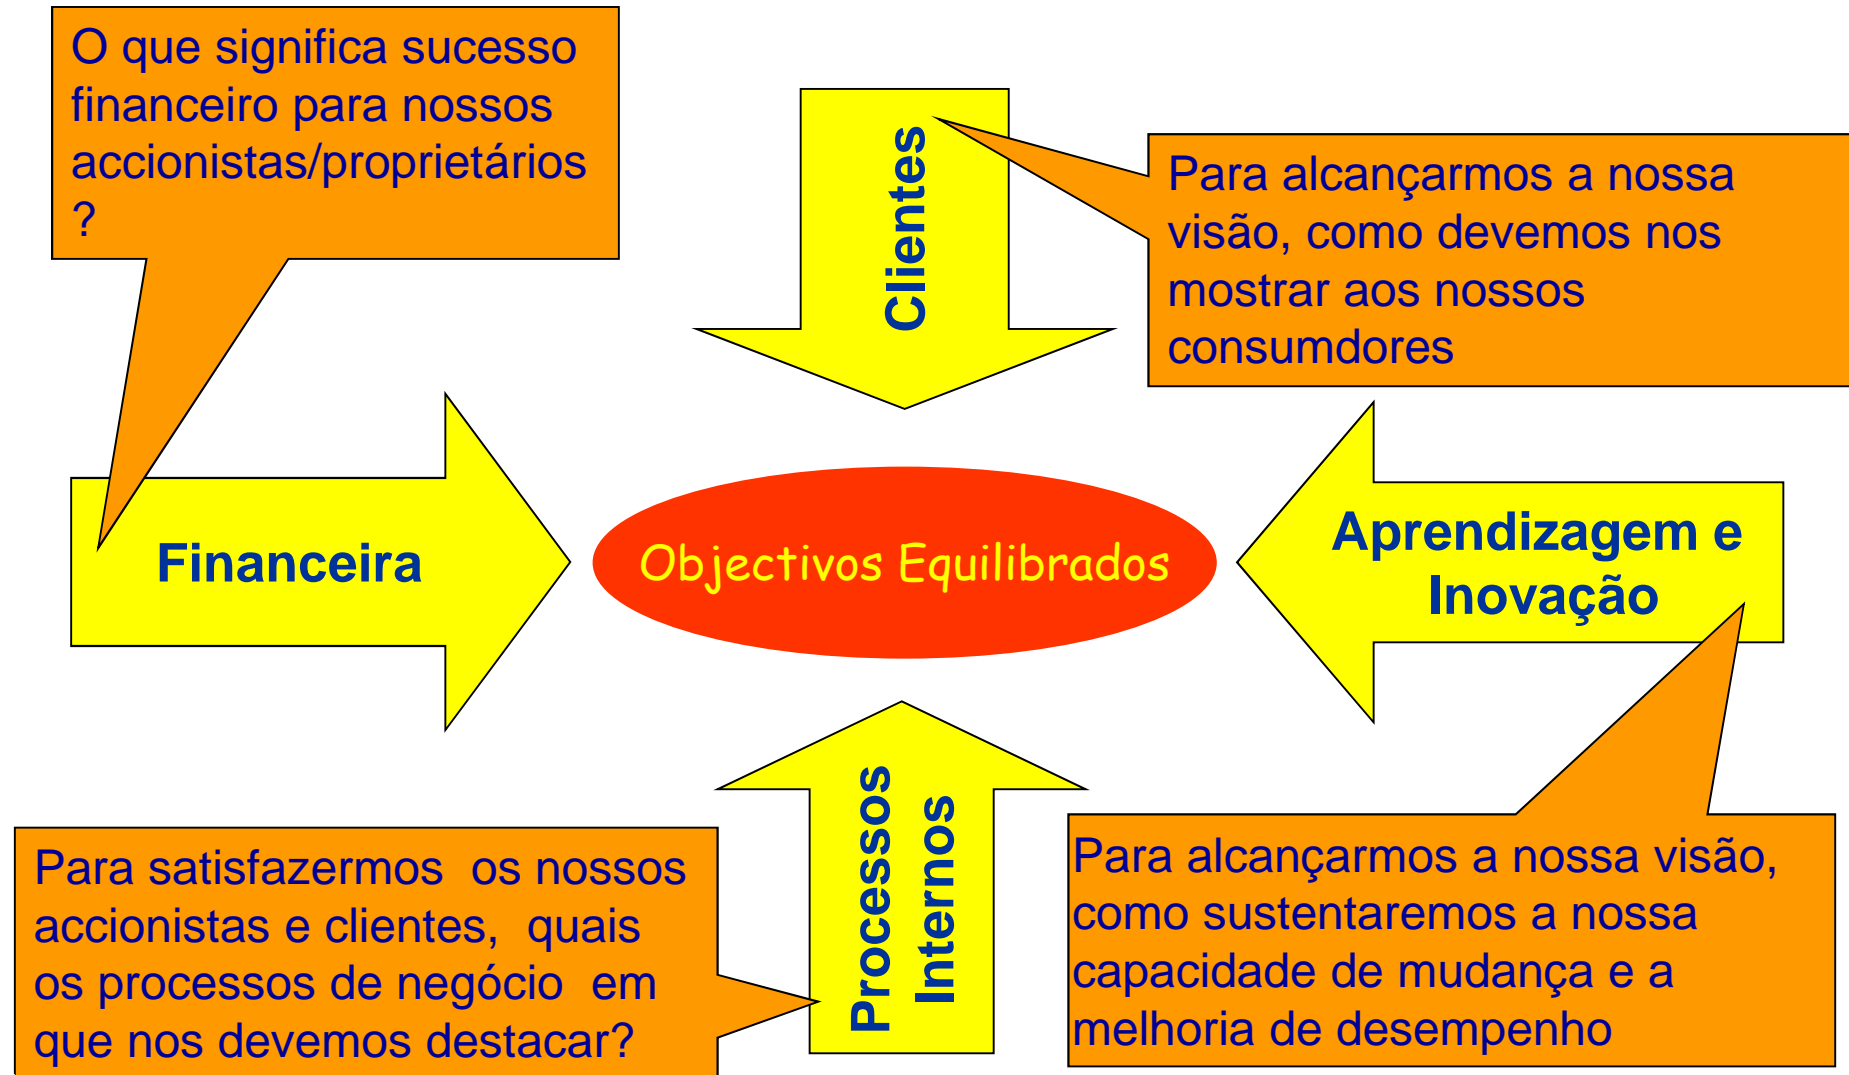 O que significa sucesso
financeiro para nossos
accionistas/proprietários
?
Clientes
Para alcançarmos a nossa
visão, como devemos nos
mostrar aos nossos
consumdores
Financeira
Objectivos Equilibrados
Aprendizagem e
Inovação
Para satisfazermos  os nossos
accionistas e clientes,  quais
os processos de negócio  em
que nos devemos destacar?
Processos
Internos
Para alcançarmos a nossa visão,
como sustentaremos a nossa
capacidade de mudança e a
melhoria de desempenho